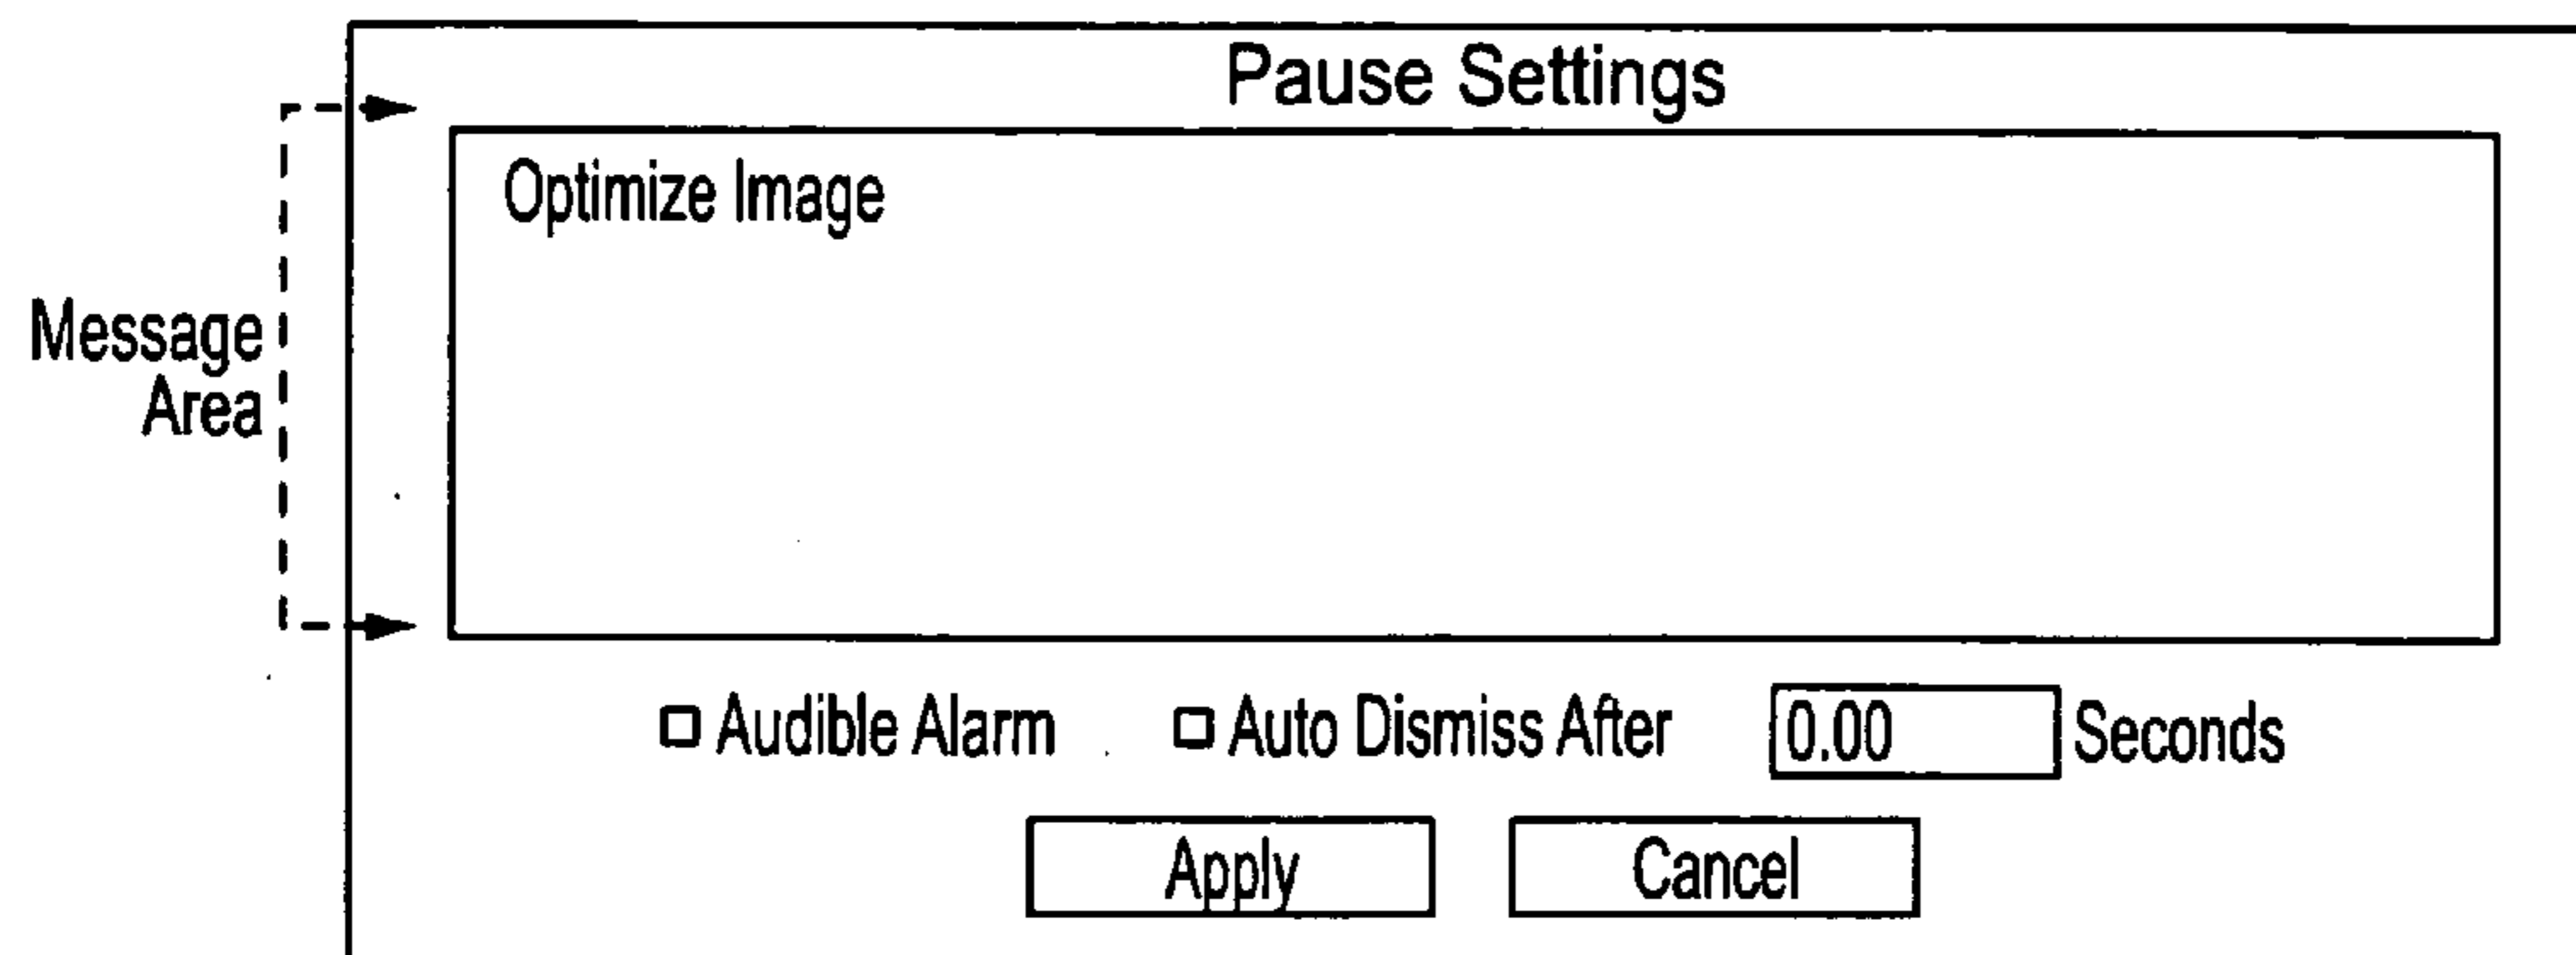 Pause Settings
Optimize Image
Message
Area
Audible Alarm Auto Dismiss After 0.00 Seconds
Apply Cancel